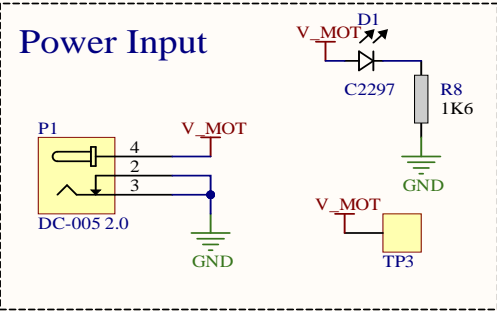 Power Input
V_MOT
D1
C2297
R8
1K6
GND
P1
V_MOT
4
2
3
DC-005 2.0
GND
V_MOT
TP3